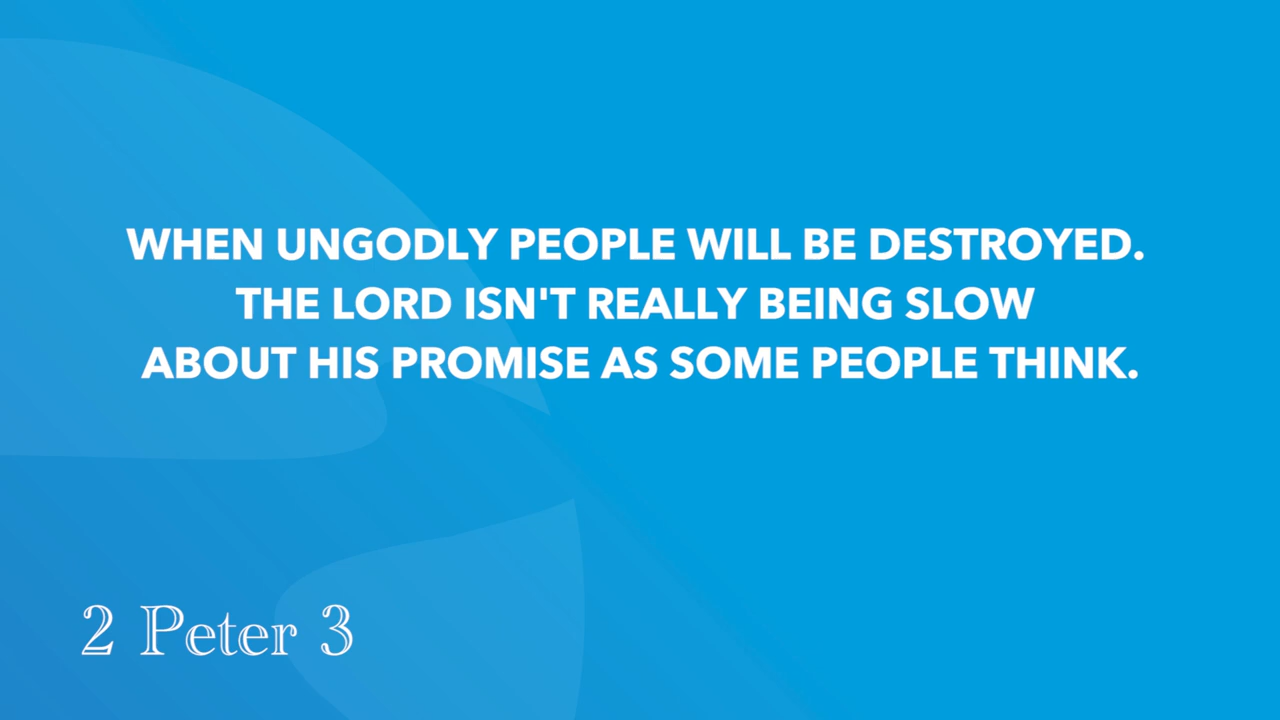 WHEN UNGODLY PEOPLE WILL BE DESTROYED.
THE LORD ISN'T REALLY BEING SLOW
ABOUT HIS PROMISE AS SOME PEOPLE THINK.
2 Peter 3